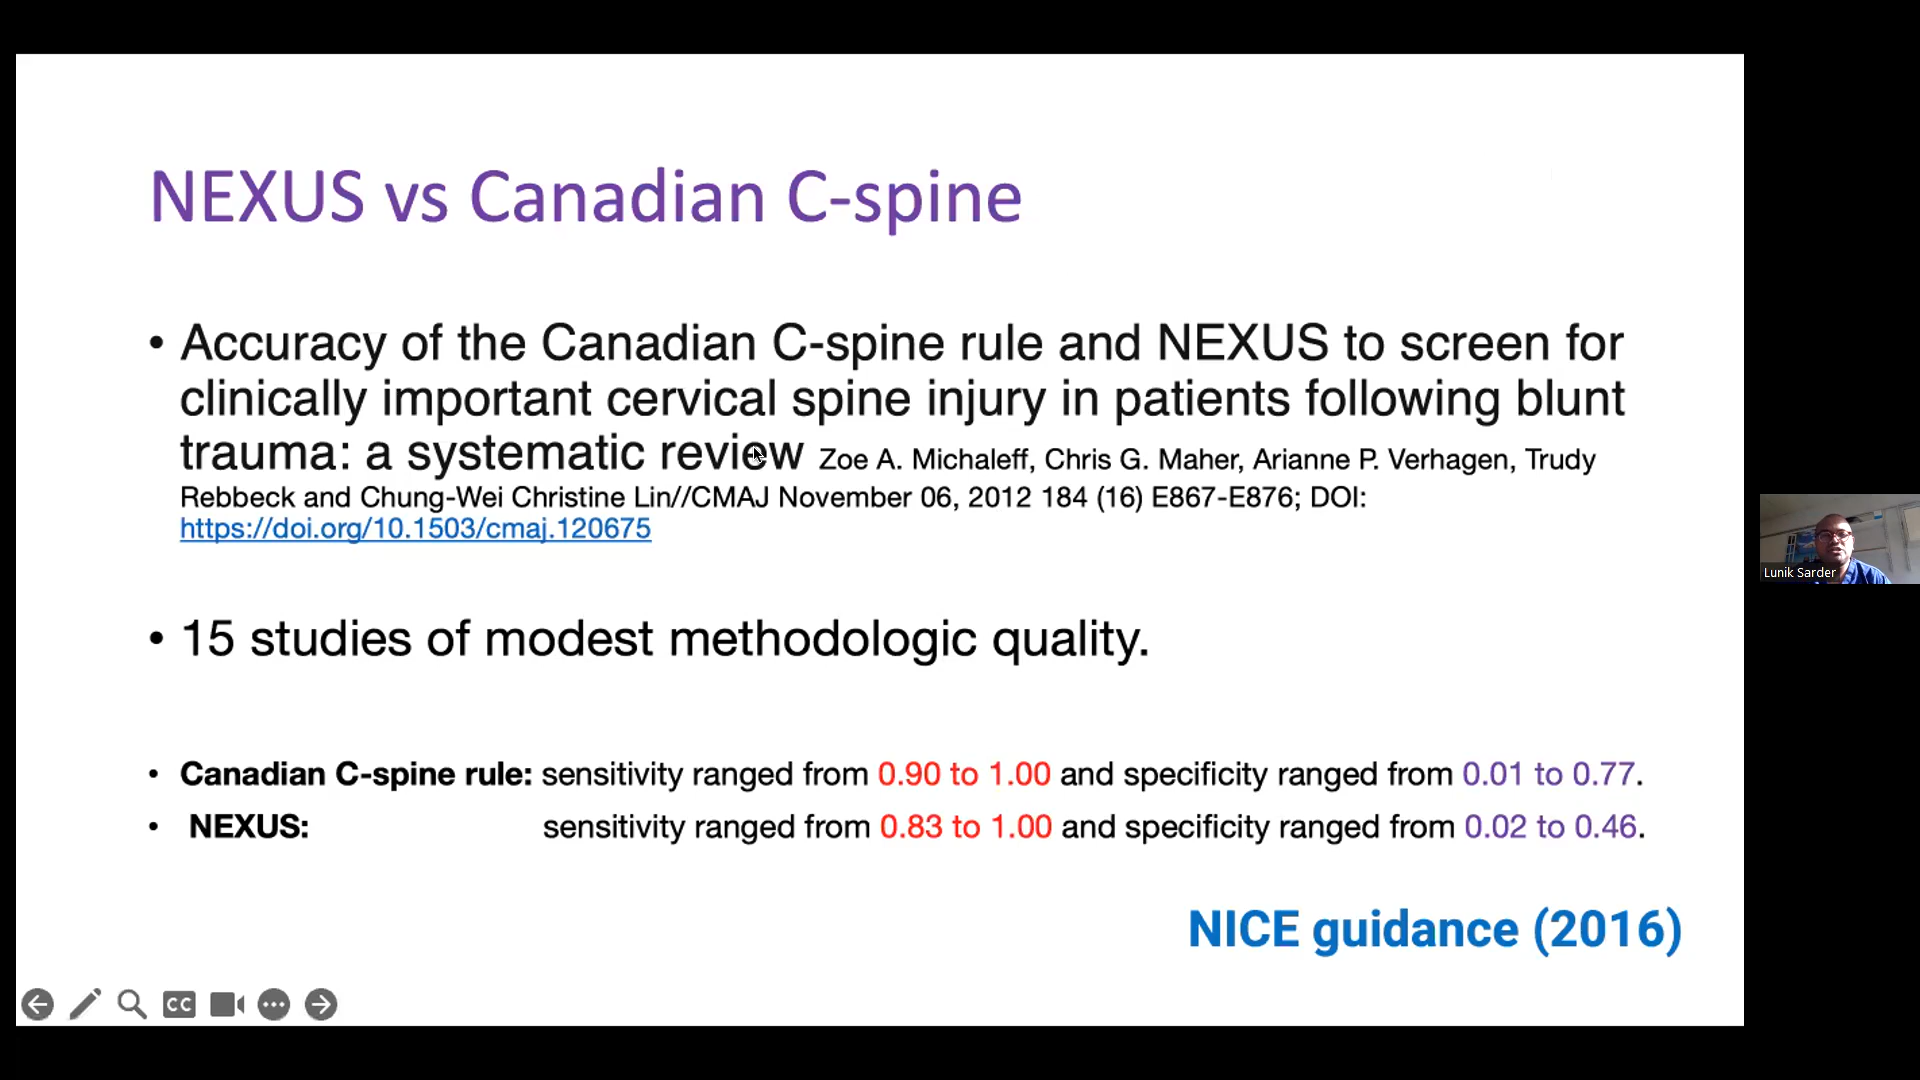 NEXUS vs Canadian C-spine
• Accuracy of the Canadian C-spine rule and NEXUS to screen for
clinically important cervical spine injury in patients following blunt
trauma: a systematic review Zoe A. Michaleff, Chris G. Maher, Arianne P. Verhagen, Trudy
Rebbeck and Chung-Wei Christine Lin//CMAJ November 06, 2012 184 (16) E867-E876; DOI:
https://doi.org/10.1503/cmaj.120675
• 15 studies of modest methodologic quality.
• Canadian C-spine rule: sensitivity ranged from 0.90 to 1.00 and specificity ranged from 0.01 to 0.77.
• NEXUS: sensitivity ranged from 0.83 to 1.00 and specificity ranged from 0.02 to 0.46.
NICE guidance (2016)
CC
Lunik Sarder